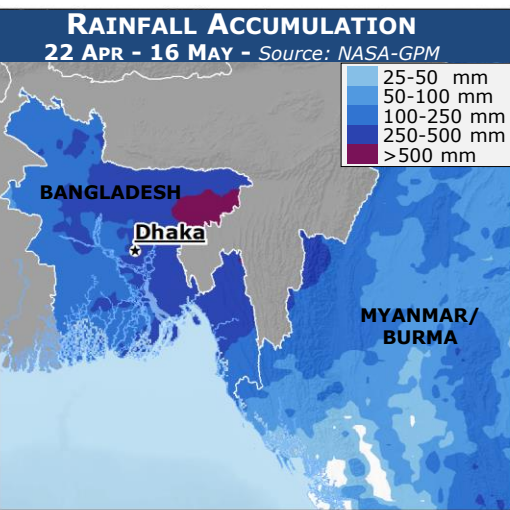 RAINFALL ACCUMULATION
22 APR - 16 MAY - Source: NASA-GPM
25-50 mm
50-100 mm
100-250 mm
250-500 mm
>500 mm
BANGLADESH
Dhaka
MYANMAR/
BURMA